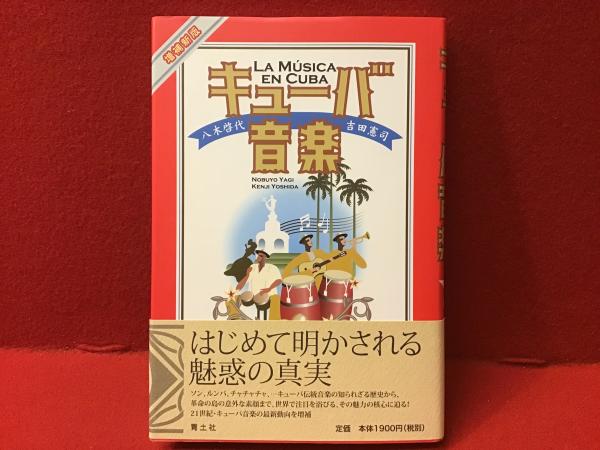 増補新版
LA MÚSICA
EN CUBA
キューバ
八木啓代
吉田憲司
音楽
NOBUYO YAGI
KENJI YOSHIDA
はじめて明かされる
魅惑の真実
ソン、ルンバ、チャチャチャ、…キューバ伝統音楽の知られざる歴史から、
革命の島の意外な素顔まで、世界で注目を浴びる、その魅力の核心に迫る!
21世紀・キューバ音楽の最新動向を増補
青土社
定価 本体1900円(税別)